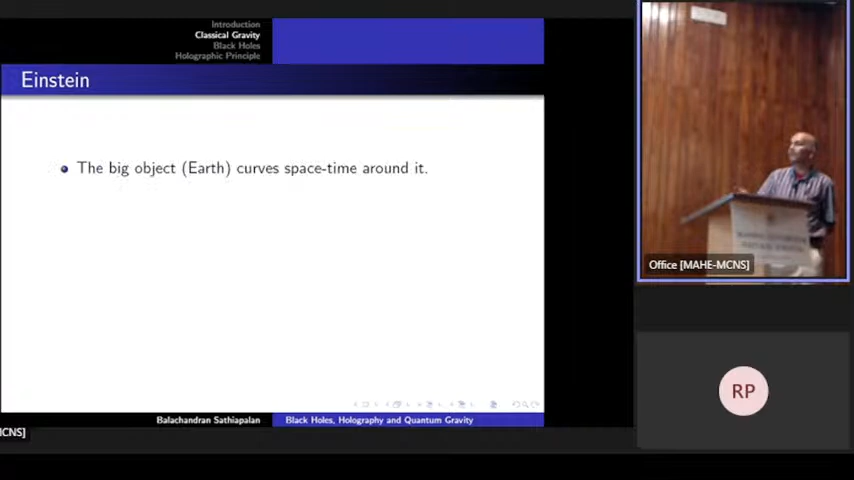 Introduction
Classical Gravity
Black Holes
Holographic Principle
Einstein
The big object (Earth) curves space-time around it.
Balachandran Sathiapalan
Black Holes, Holography and Quantum Gravity
CNS]
Office [MAHE-MCNS]
RP